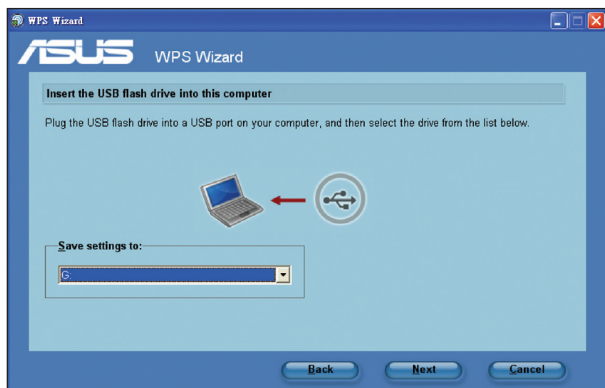 WPS Wizard
ASUS WPS Wizard
Insert the USB flash drive into this computer
Plug the USB flash drive into a USB port on your computer, and then select the drive from the list below.
Save settings to:
G:
Back Next Cancel